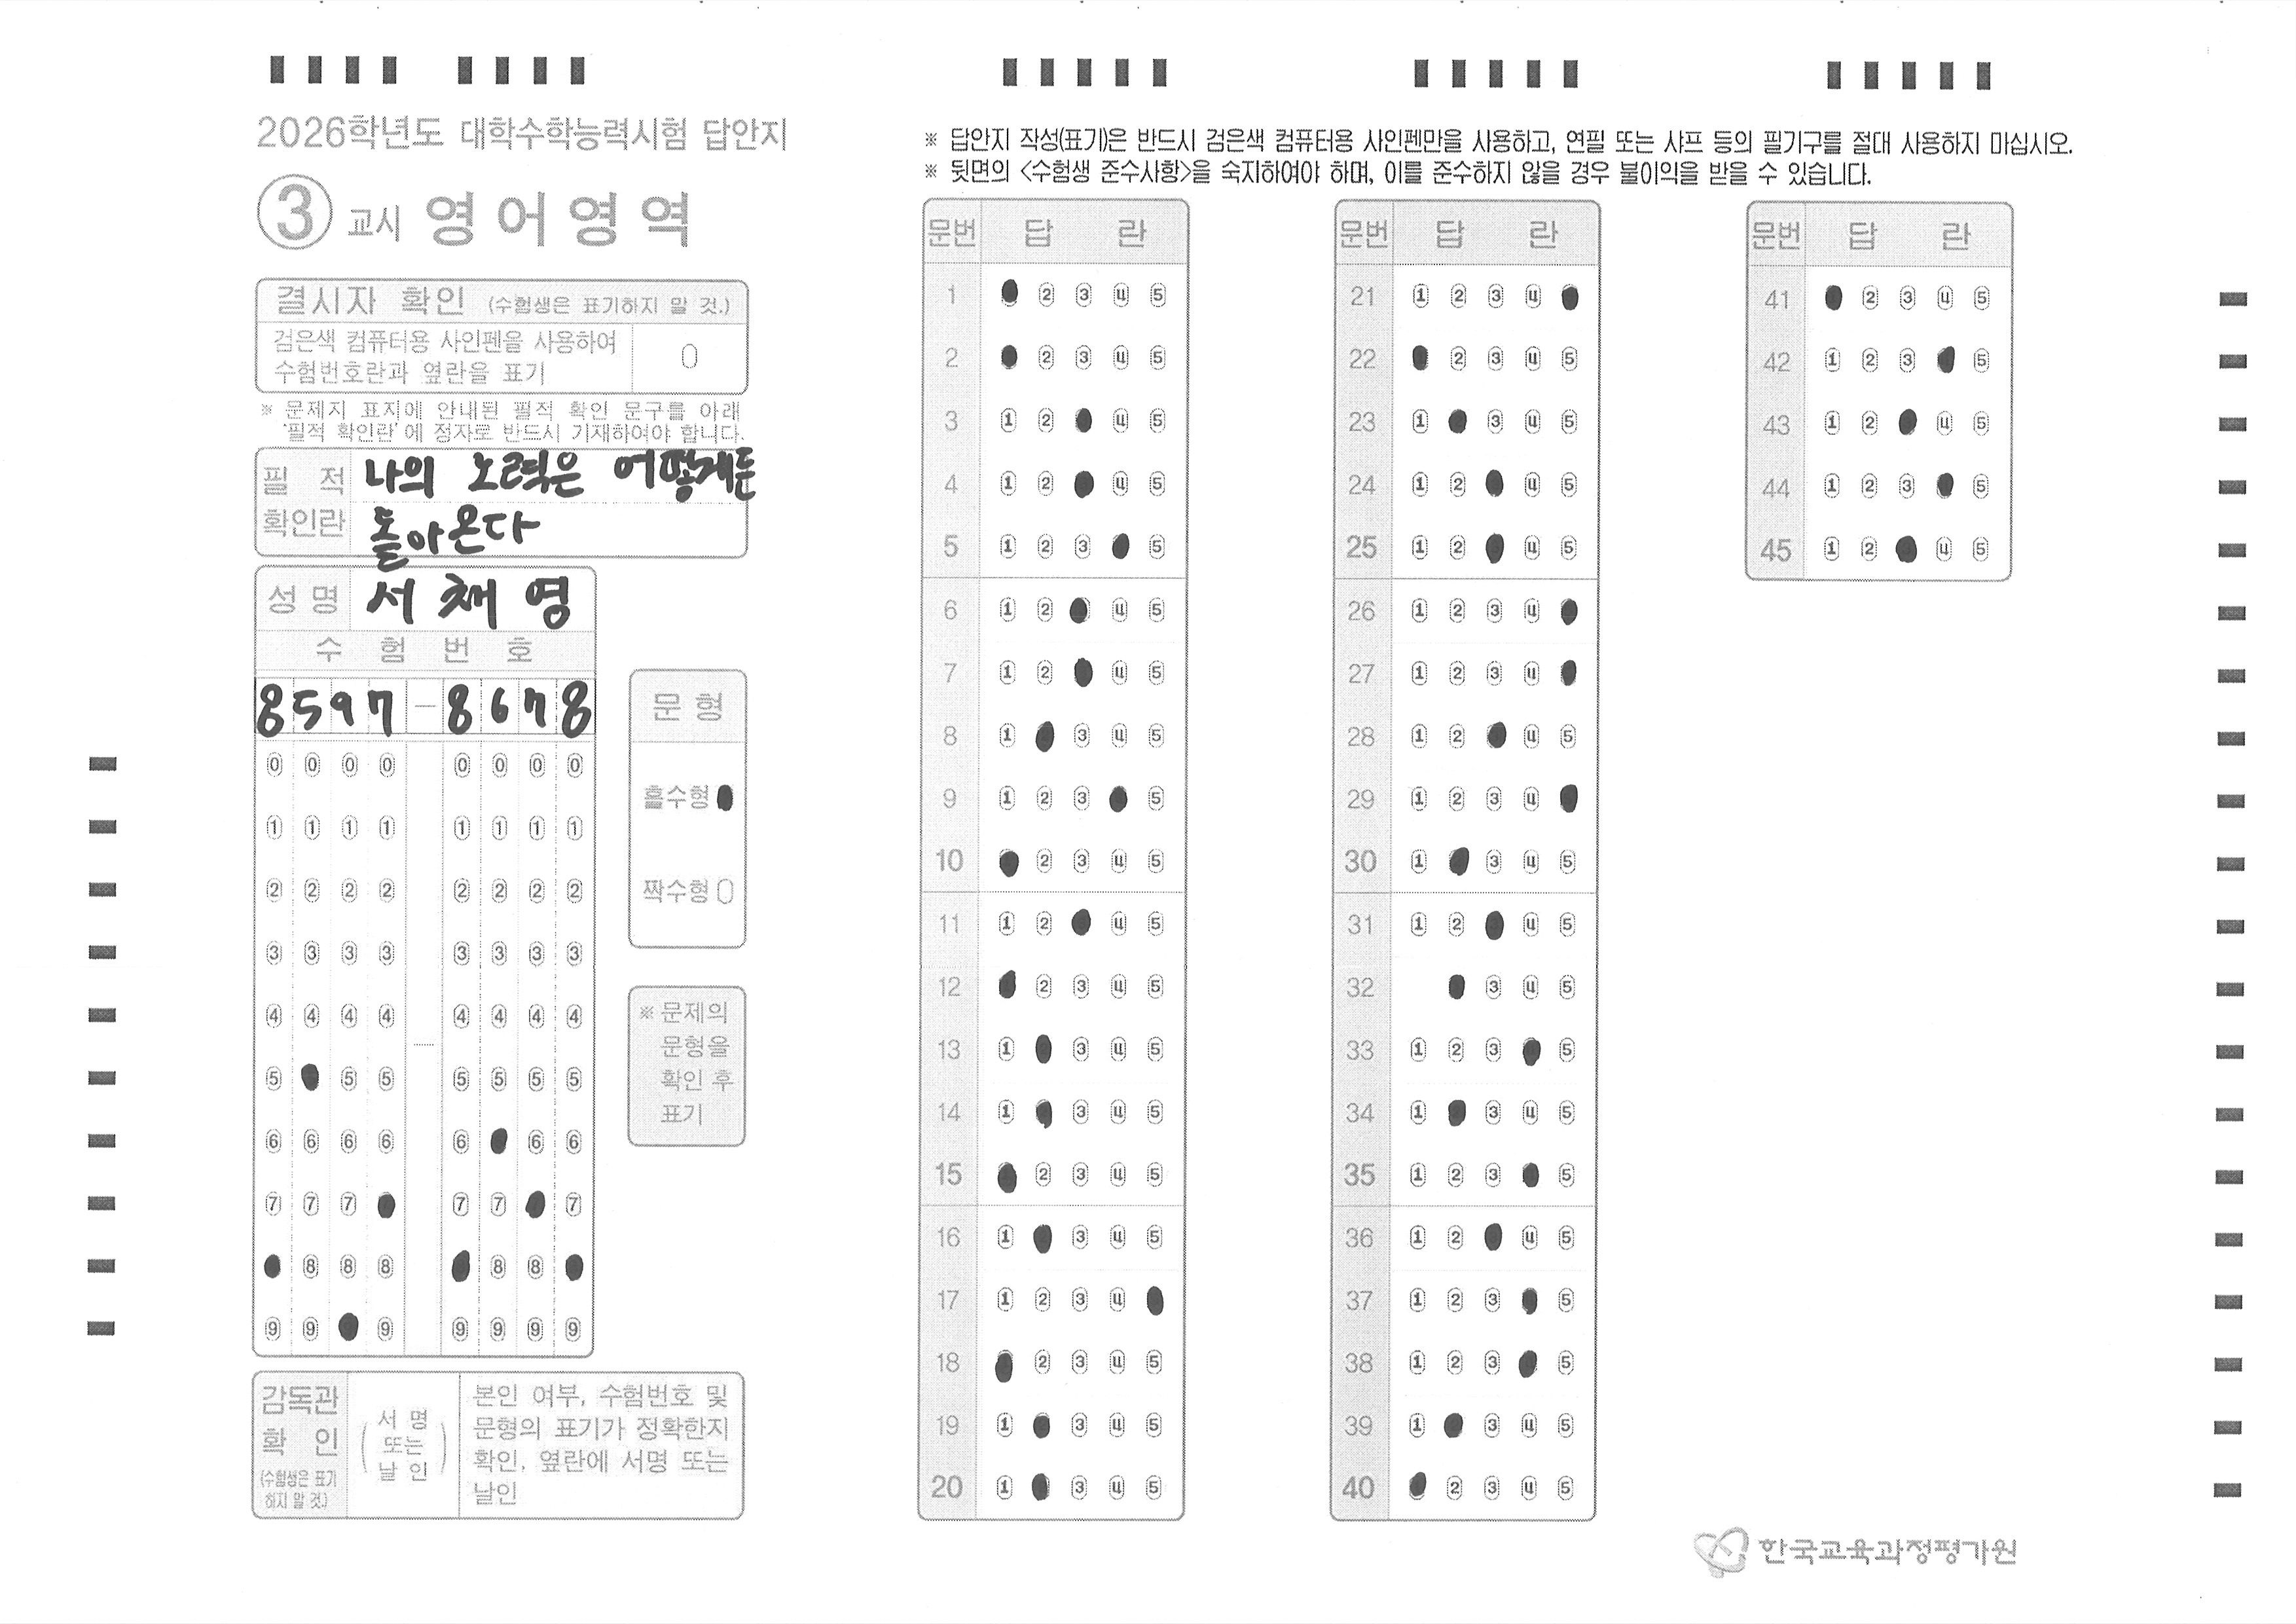 2026학년도 대학수학능력시험 답안지
③ 교시 영어영역
결시자 확인 (수험생은 표기하지 말 것.)
검은색 컴퓨터용 사인펜을 사용하여
수험번호란과 옆란을 표기
※ 문제지 표지에 안내된 필적 확인 문구를 아래
'필적 확인란'에 정자로 반드시 기재하여야 합니다.
필 적 확인란
나의 노력은 어떻게든
돌아온다
성 명 서 채 영
수 험 번 호
8597-8678
0 0 0 0 0 0 0 0
1 1 1 1 1 1 1 1
2 2 2 2 2 2 2 2
3 3 3 3 3 3 3 3
4 4 4 4 4 4 4 4
5 5 5 5 5 5 5
6 6 6 6 6 6 6
7 7 7 7 7 7
8 8 8 8 8
9 9 9 9 9 9 9
문 형
홀수형
짝수형
※ 문제의
문형을
확인 후
표기
감독관
확 인
(수험생은 표기
하지 말 것.)
서 명
또는
날 인
본인 여부, 수험번호 및
문형의 표기가 정확한지
확인, 옆란에 서명 또는
날인
※ 답안지 작성(표기)은 반드시 검은색 컴퓨터용 사인펜만을 사용하고, 연필 또는 샤프 등의 필기구를 절대 사용하지 마십시오.
※ 뒷면의 <수험생 준수사항>을 숙지하여야 하며, 이를 준수하지 않을 경우 불이익을 받을 수 있습니다.
문번 답 란
1 2 3 4 5
2 2 3 4 5
3 1 2 4 5
4 1 2 4 5
5 1 2 3 5
6 1 2 4 5
7 1 2 4 5
8 1 3 4 5
9 1 2 3 5
10 2 3 4 5
11 1 2 4 5
12 2 3 4 5
13 1 3 4 5
14 1 3 4 5
15 2 3 4 5
16 1 3 4 5
17 1 2 3 4
18 2 3 4 5
19 1 3 4 5
20 1 3 4 5
문번 답 란
21 1 2 3 4
22 2 3 4 5
23 1 3 4 5
24 1 2 4 5
25 1 2 4 5
26 1 2 3 4
27 1 2 3 4
28 1 2 4 5
29 1 2 3 4
30 1 3 4 5
31 1 2 4 5
32 3 4 5
33 1 2 3 5
34 1 3 4 5
35 1 2 3 5
36 1 2 4 5
37 1 2 3 5
38 1 2 3 5
39 1 3 4 5
40 2 3 4 5
문번 답 란
41 2 3 4 5
42 1 2 3 5
43 1 2 4 5
44 1 2 3 5
45 1 2 4 5
한국교육과정평가원